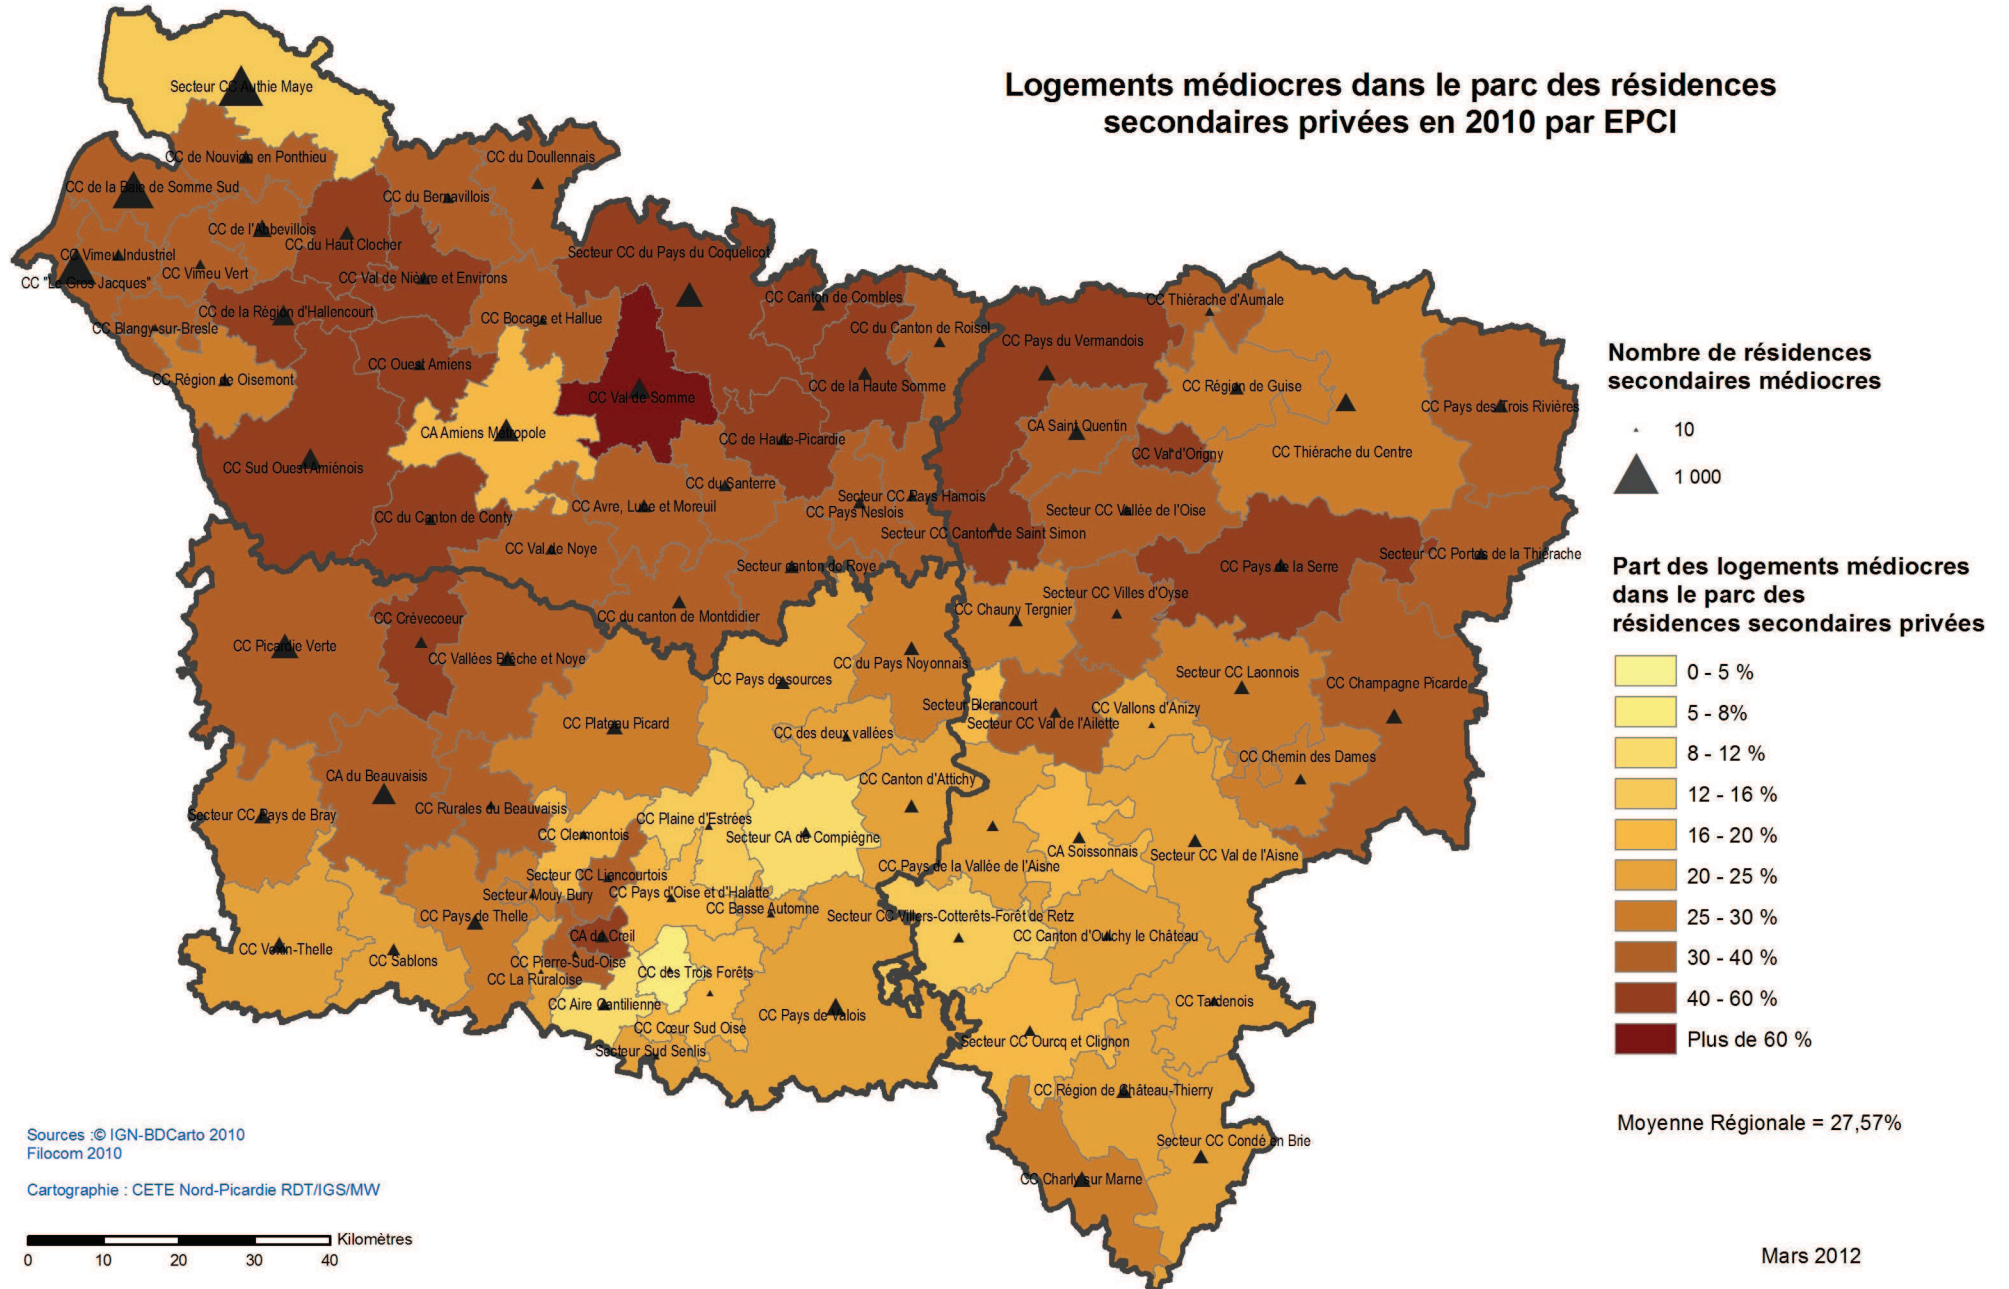 Logements médiocres dans le parc des résidences
secondaires privées en 2010 par EPCI
Secteur CC Authie Maye
CC de Nouvion en Ponthieu
CC du Doullennais
CC de la Baie de Somme Sud
CC du Bernavillois
CC de l'Abbevillois
CC du Haut Clocher
CC Vimeu Industriel
CC Vimeu Vert
CC Val de Nièvre et Environs
CC "Le Gros Jacques"
Secteur CC du Pays du Coquelicot
CC de la Région d'Hallencourt
CC Bocage et Hallue
CC Canton de Combles
CC Blangy-sur-Bresle
CC du Canton de Roisel
CC Thiérache d'Aumale
CC Pays du Vermandois
CC Ouest Amiens
CC Région de Oisemont
CC Val de Somme
CC de la Haute Somme
CC Région de Guise
CC Pays des Trois Rivières
CA Amiens Métropole
CC de Haute-Picardie
CA Saint Quentin
CC Val d'Origny
CC Thiérache du Centre
CC Sud Ouest Amiénois
CC du Santerre
Secteur CC Pays Hamois
CC Avre, Luce et Moreuil
CC Pays Neslois
Secteur CC Vallée de l'Oise
CC du Canton de Conty
Secteur CC Canton de Saint Simon
CC Val de Noye
Secteur canton de Roye
CC Pays de la Serre
Secteur CC Portes de la Thiérache
Secteur CC Villes d'Oyse
CC Chauny Tergnier
CC Crévecoeur
CC du canton de Montdidier
CC Picardie Verte
CC Vallées Brêche et Noye
CC du Pays Noyonnais
CC Pays de sources
Secteur CC Laonnois
CC Champagne Picarde
Secteur Blerancourt
CC Vallons d'Anizy
Secteur CC Val de l'Ailette
CC Plateau Picard
CC des deux vallées
CC Chemin des Dames
CA du Beauvaisis
CC Canton d'Attichy
CC Rurales du Beauvaisis
Secteur CC Pays de Bray
CC Plaine d'Estrées
CC Clermontois
Secteur CA de Compiègne
CA Soissonnais
Secteur CC Val de l'Aisne
CC Pays de la Vallée de l'Aisne
Secteur CC Liancourtois
Secteur Mouy Bury
CC Pays d'Oise et d'Halatte
CC Basse Automne
CC Pays de Thelle
Secteur CC Villers-Cotterêts-Forêt de Retz
CA de Creil
CC Canton d'Oulchy le Château
CC Vexin-Thelle
CC Sablons
CC Pierre-Sud-Oise
CC La Ruraloise
CC des Trois Forêts
CC Aire Cantilienne
CC Tardenois
CC Pays de Valois
CC Cœur Sud Oise
Secteur CC Ourcq et Clignon
Secteur Sud Senlis
CC Région de Château-Thierry
Secteur CC Condé en Brie
CC Charly sur Marne
Nombre de résidences
secondaires médiocres
10
1 000
Part des logements médiocres
dans le parc des
résidences secondaires privées
0 - 5 %
5 - 8%
8 - 12 %
12 - 16 %
16 - 20 %
20 - 25 %
25 - 30 %
30 - 40 %
40 - 60 %
Plus de 60 %
Moyenne Régionale = 27,57%
Sources :© IGN-BDCarto 2010
Filocom 2010
Cartographie : CETE Nord-Picardie RDT/IGS/MW
Kilomètres
0 10 20 30 40
Mars 2012